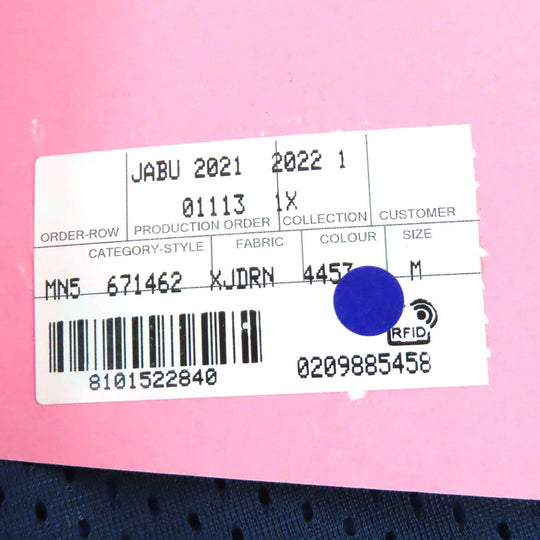 JABU 2021 2022 1
01113 1X
ORDER-ROW PRODUCTION ORDER COLLECTION CUSTOMER
CATEGORY-STYLE FABRIC COLOUR SIZE
MN5 671462 XJDRN 4457 M
RFID
8101522840 0209885458